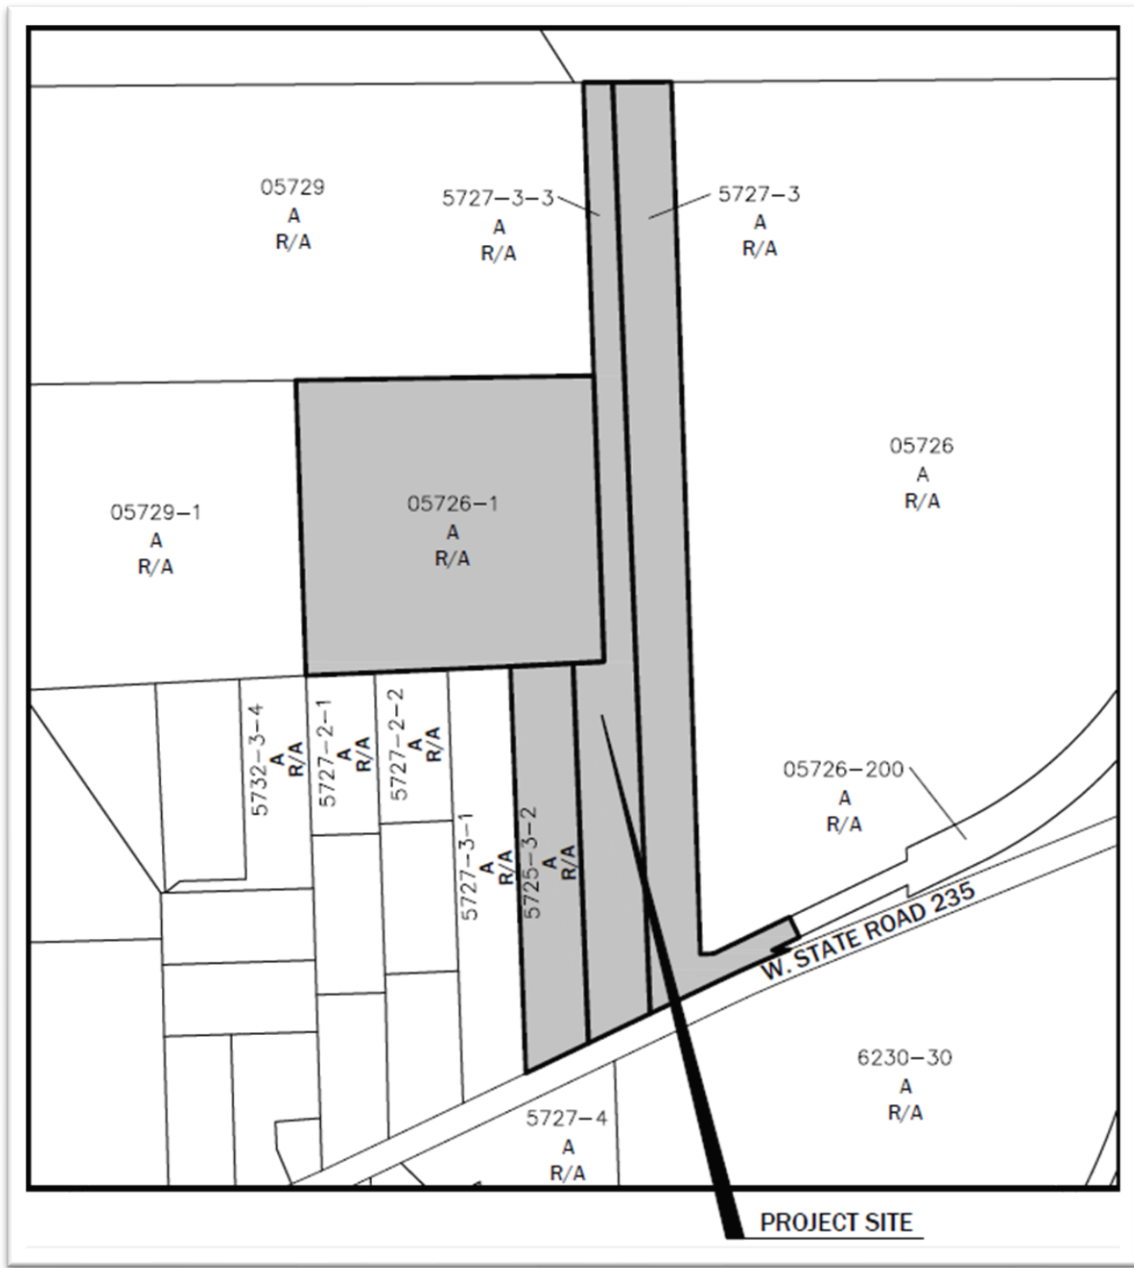 05729
A
R/A
5727-3-3
A
R/A
5727-3
A
R/A
05726
A
R/A
05729-1
A
R/A
05726-1
A
R/A
5732-3-4
A
R/A
5727-2-1
A
R/A
5727-2-2
A
R/A
5727-3-1
A
R/A
5725-3-2
A
R/A
05726-200
A
R/A
W. STATE ROAD 235
6230-30
A
R/A
5727-4
A
R/A
PROJECT SITE